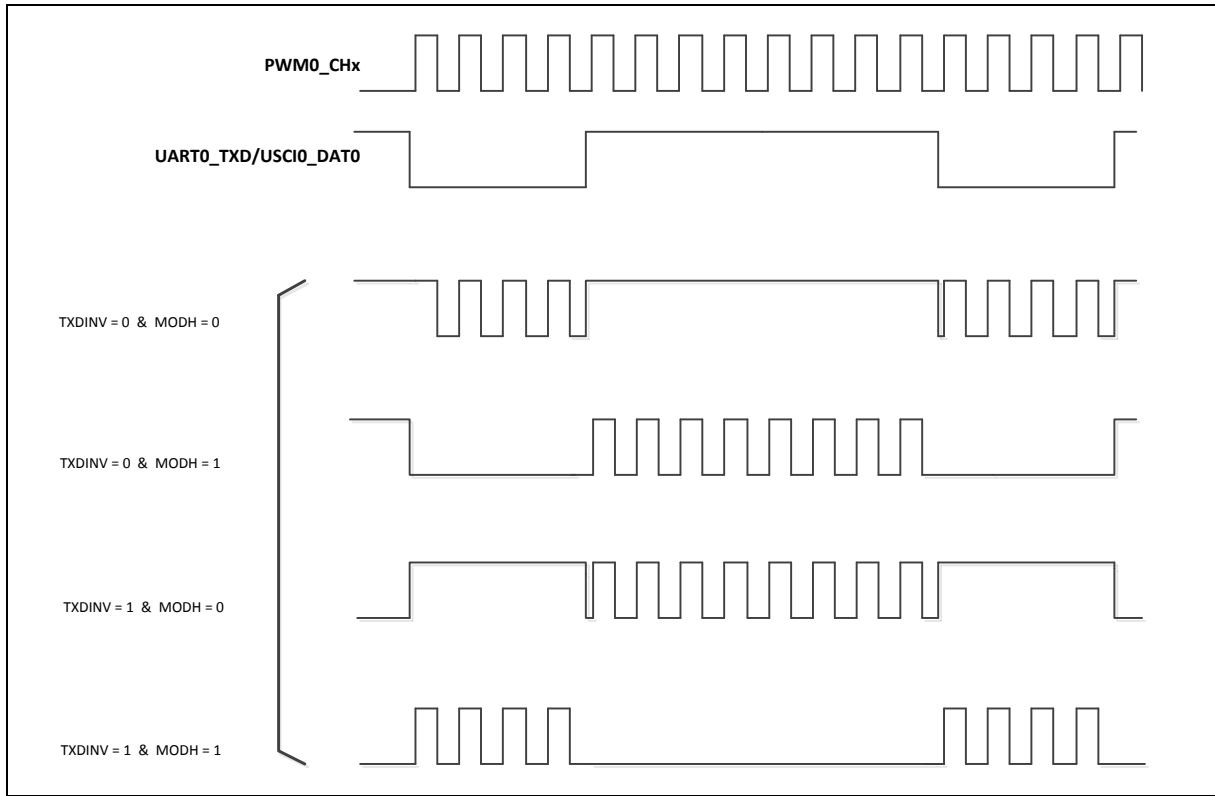 PWM0_CHx
UART0_TXD/USCI0_DAT0
TXDINV = 0 & MODH = 0
TXDINV = 0 & MODH = 1
TXDINV = 1 & MODH = 0
TXDINV = 1 & MODH = 1